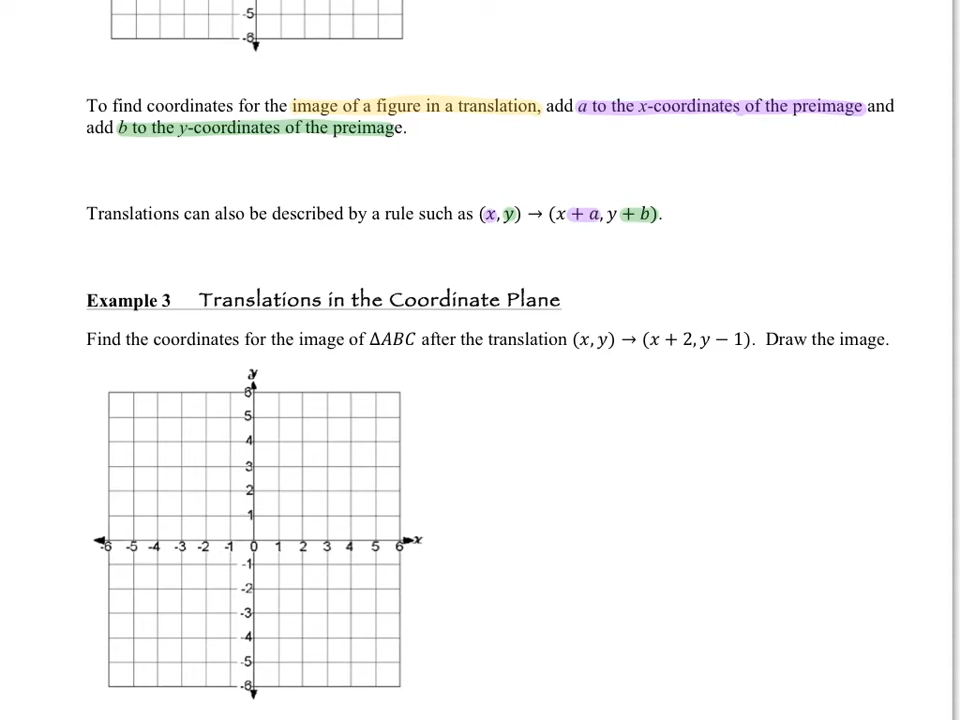 -5
-6
To find coordinates for the image of a figure in a translation, add a to the x-coordinates of the preimage and
add b to the y-coordinates of the preimage.
Translations can also be described by a rule such as (x, y) → (x + a, y + b).
Example 3 Translations in the Coordinate Plane
Find the coordinates for the image of ΔABC after the translation (x, y) → (x + 2, y − 1). Draw the image.
y
6
5
4
3
2
1
-6 -5 -4 -3 -2 -1 0 1 2 3 4 5 6 x
-1
-2
-3
-4
-5
-6